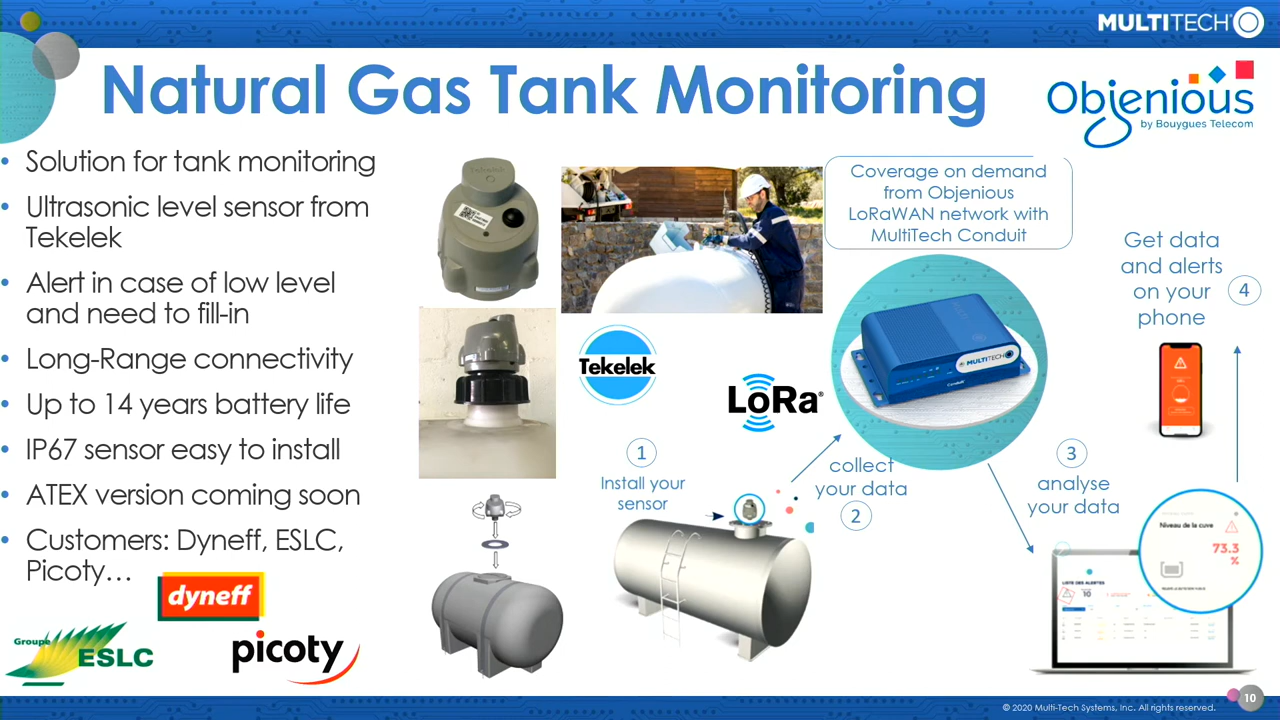 MULTITECH
Natural Gas Tank Monitoring
Objenious
by Bouygues Telecom
• Solution for tank monitoring
• Ultrasonic level sensor from
Tekelek
• Alert in case of low level
and need to fill-in
• Long-Range connectivity
• Up to 14 years battery life
• IP67 sensor easy to install
• ATEX version coming soon
• Customers: Dyneff, ESLC,
Picoty...
dyneff
Groupe
ESLC
picoty
Tekelek
LoRa®
Coverage on demand
from Objenious
LoRaWAN network with
MultiTech Conduit
MULTITECH
Conduit
1
Install your
sensor
collect
your data
2
3
analyse
your data
Get data
and alerts
on your
phone
4
Niveau de la cuve
73.3
%
LISTE DES ALERTES
10
© 2020 Multi-Tech Systems, Inc. All rights reserved.
10